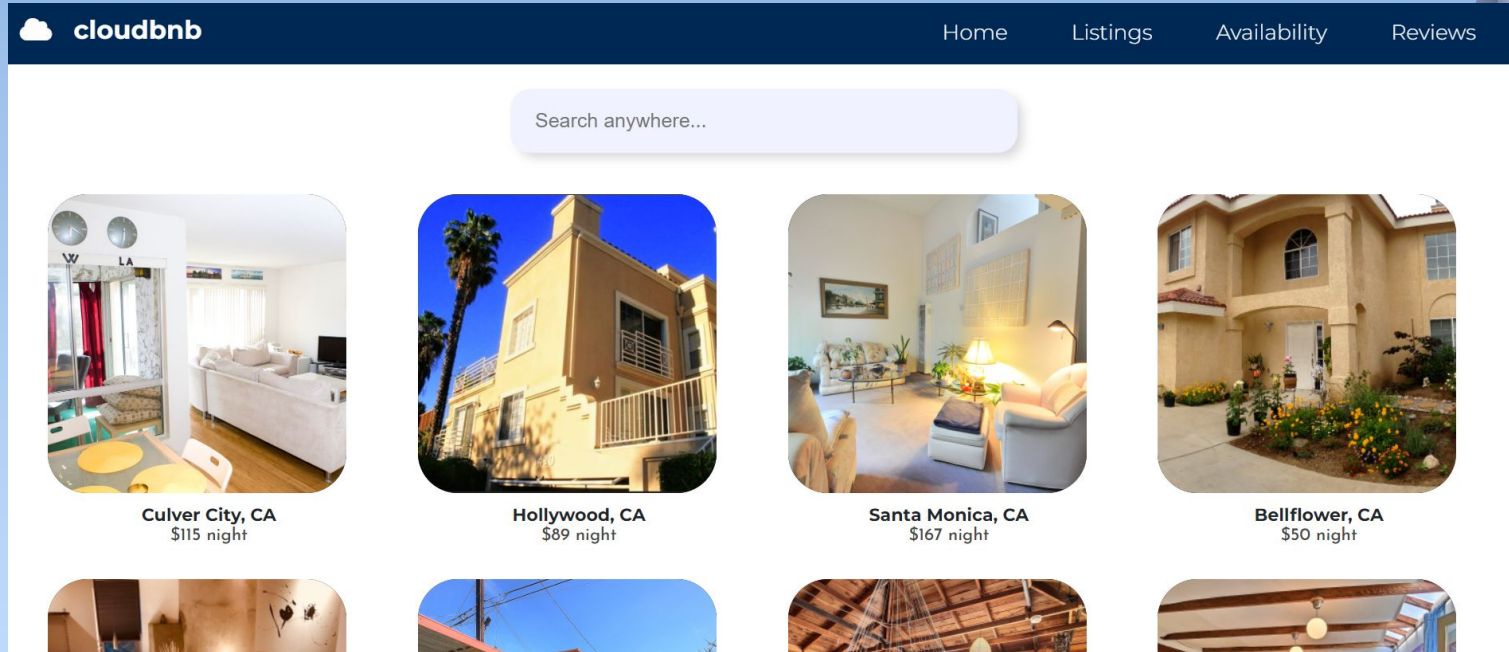 cloudbnb
Home Listings Availability Reviews
Search anywhere...
W LA
Culver City, CA
$115 night
Hollywood, CA
$89 night
Santa Monica, CA
$167 night
Bellflower, CA
$50 night